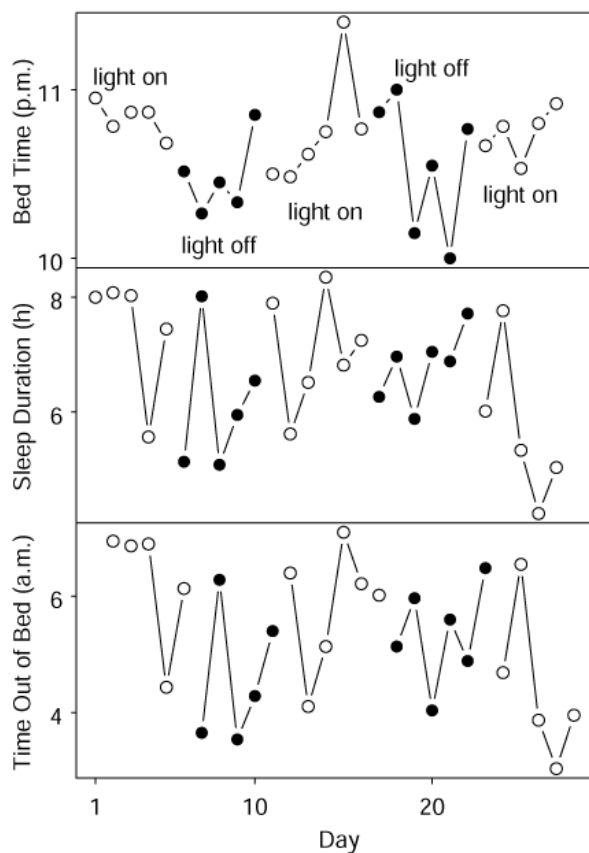 Bed Time (p.m.)
11
10
light on
light off
light on
light off
light on
Sleep Duration (h)
8
6
Time Out of Bed (a.m.)
6
4
1
10
20
Day